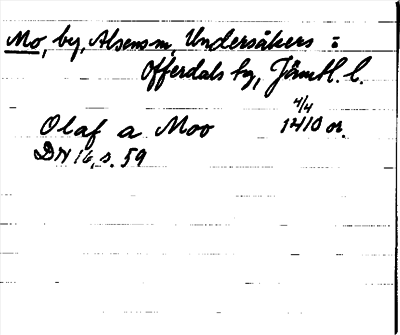 Mo, by, Alsens sn, Undersåkers o
Offerdals tg, Jämtl. l.
4/4
Olaf a Moo 1410 or.
DN 16, s. 59